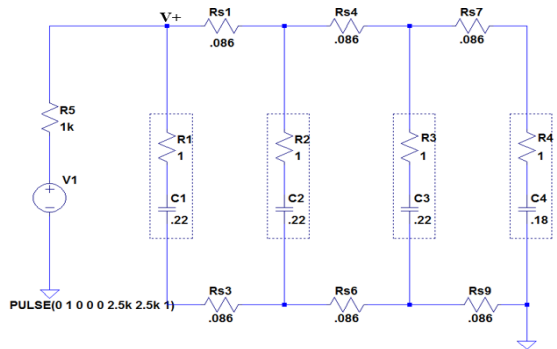 V+
Rs1
.086
Rs4
.086
Rs7
.086
R5
1k
R1
1
R2
1
R3
1
R4
1
V1
C1
.22
C2
.22
C3
.22
C4
.18
PULSE(0 1 0 0 0 2.5k 2.5k 1)
Rs3
.086
Rs6
.086
Rs9
.086